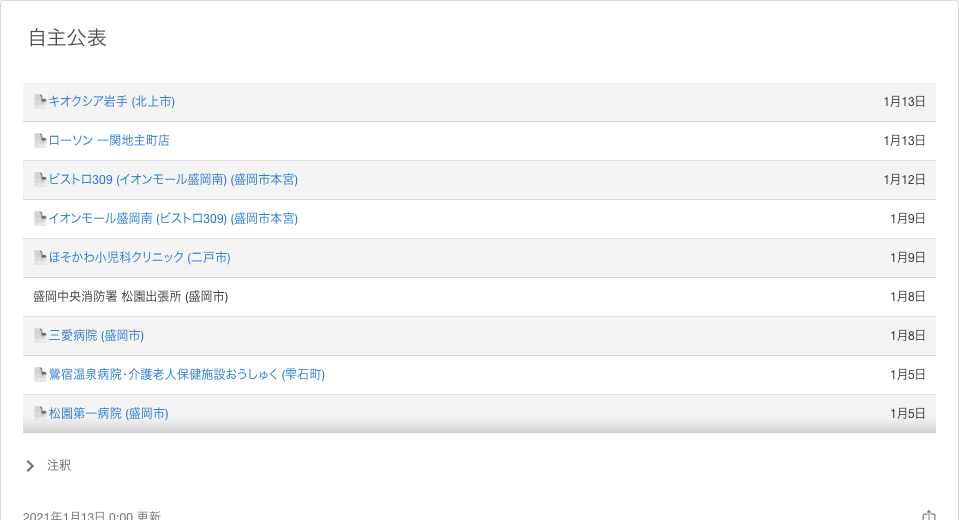 自主公表
キオクシア岩手 (北上市) 1月13日
ローソン 一関地主町店 1月13日
ビストロ309 (イオンモール盛岡南) (盛岡市本宮) 1月12日
イオンモール盛岡南 (ビストロ309) (盛岡市本宮) 1月9日
ほそかわ小児科クリニック (二戸市) 1月9日
盛岡中央消防署 松園出張所 (盛岡市) 1月8日
三愛病院 (盛岡市) 1月8日
鶯宿温泉病院･介護老人保健施設おうしゅく (雫石町) 1月5日
松園第一病院 (盛岡市) 1月5日
注釈
2021年1月13日 0:00 更新